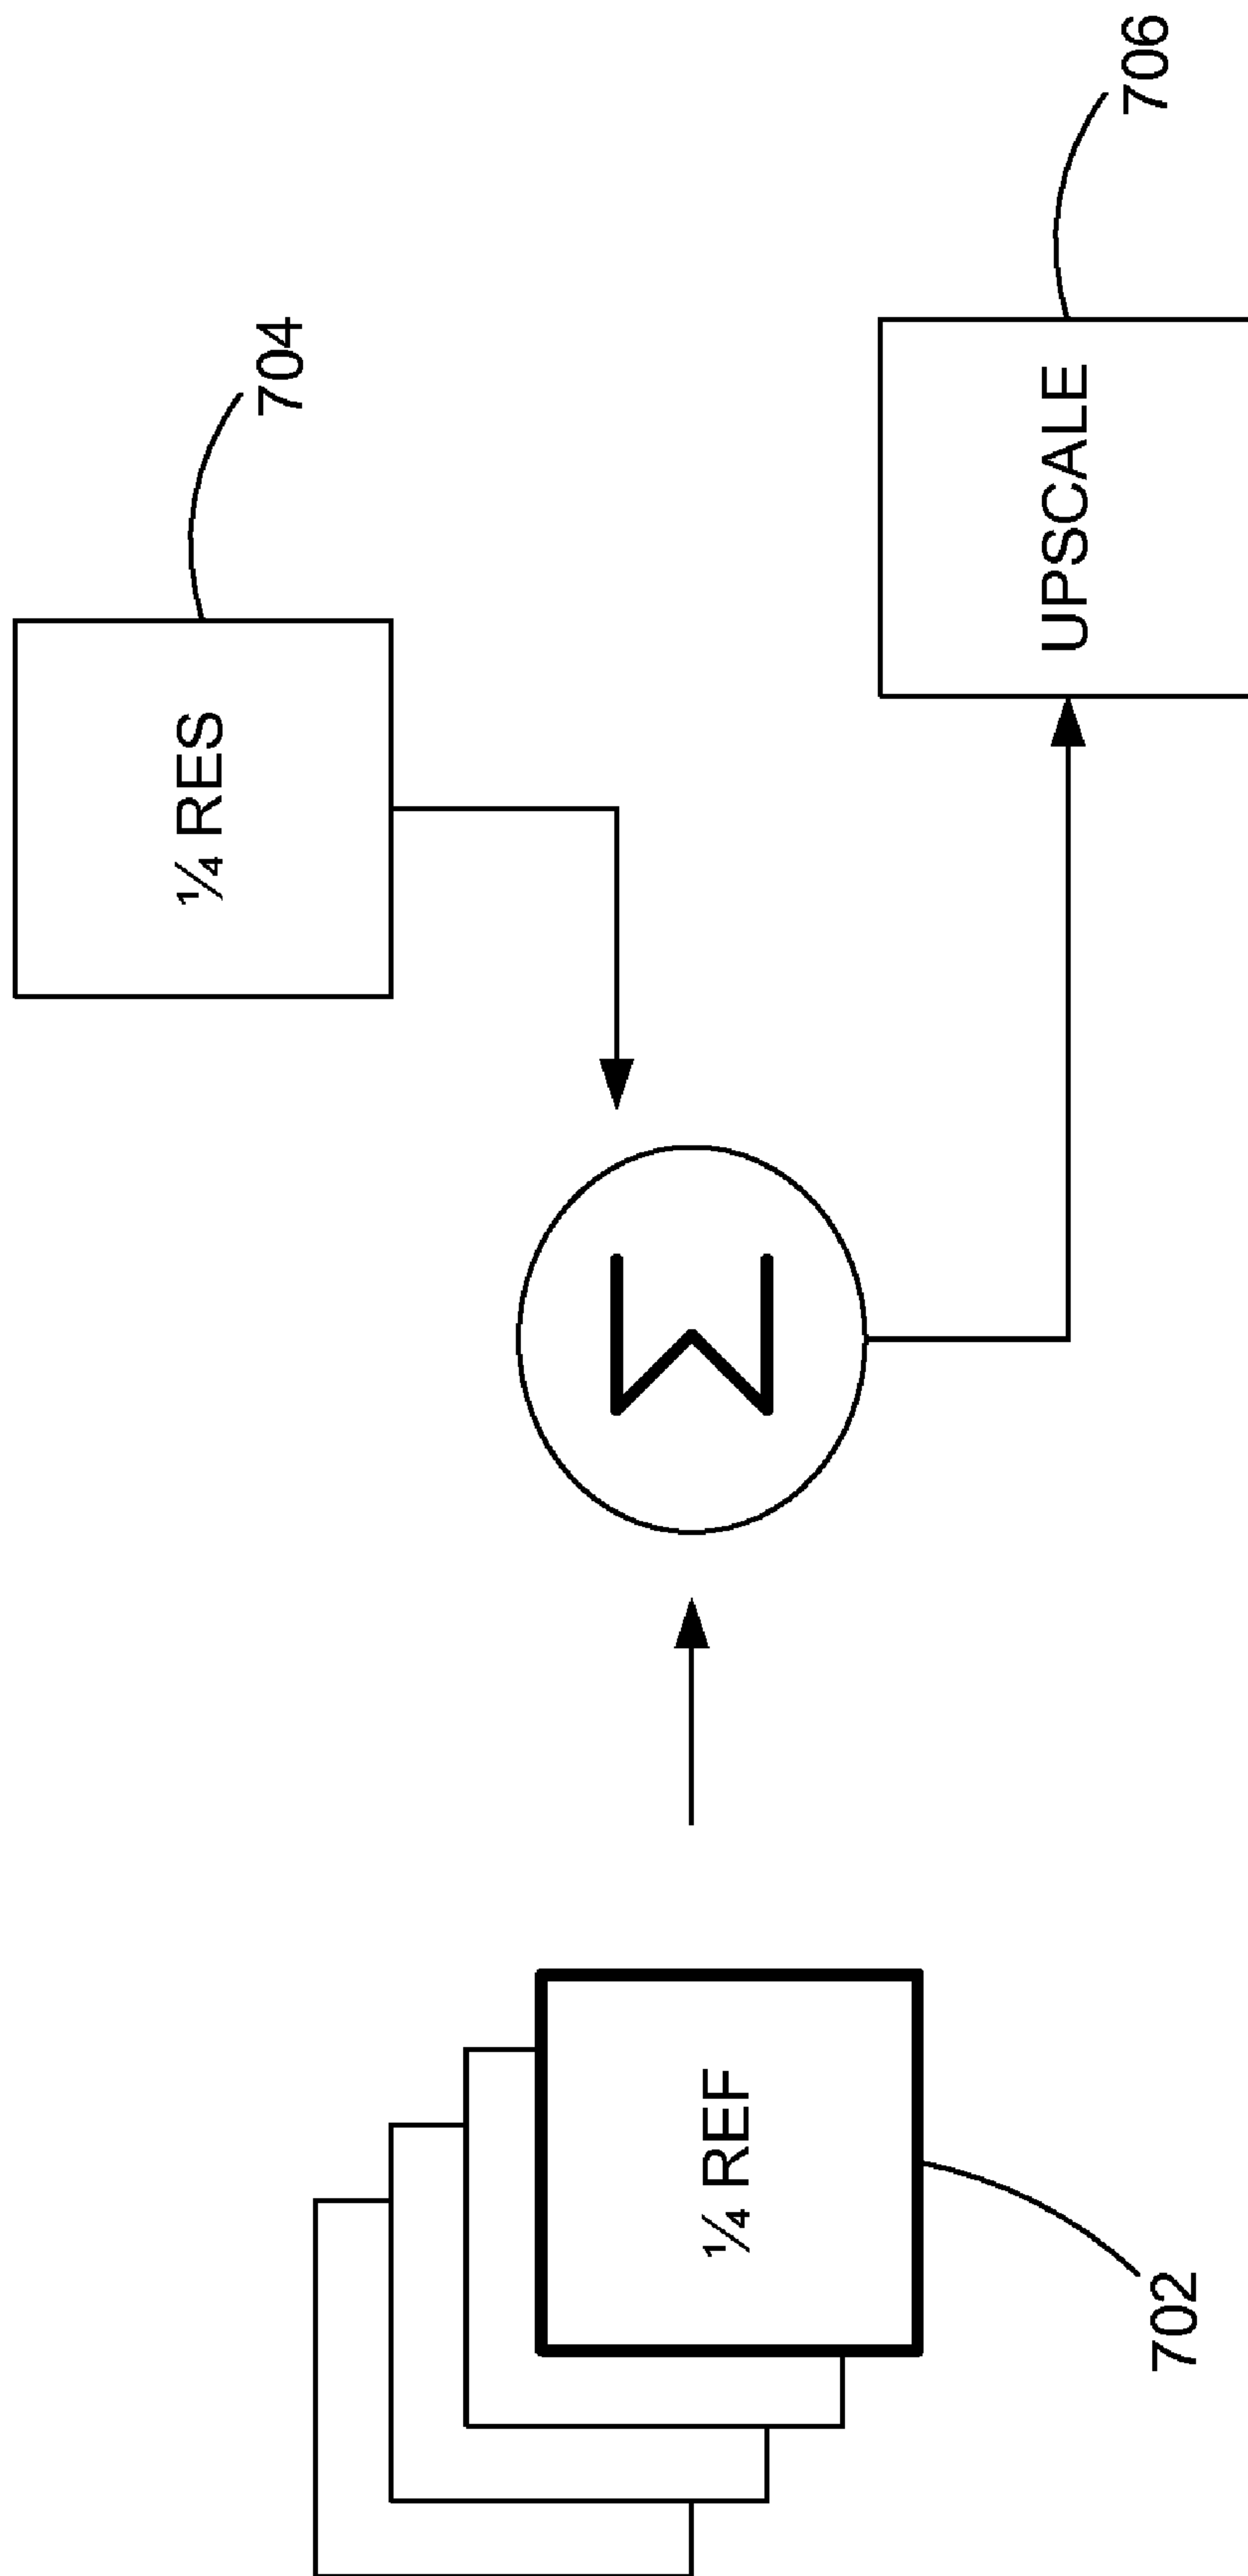 ¼ RES
704
Σ
¼ REF
702
UPSCALE
706